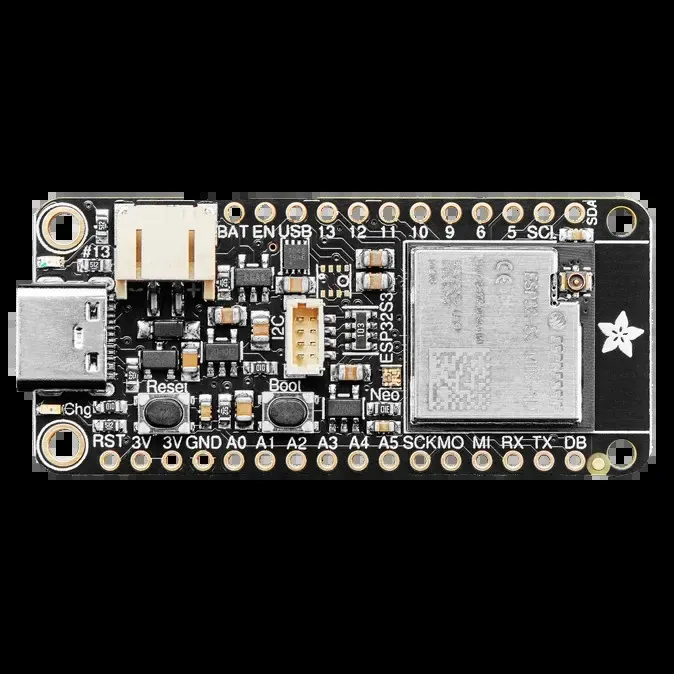 BAT EN USB 13 12 11 10 9 6 5 SCL SDA
#13
I2C
ESP32S3
Reset
Boot
Neo
Chg
RST 3V 3V GND A0 A1 A2 A3 A4 A5 SCK MO MI RX TX DB
103